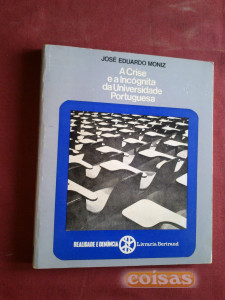 JOSÉ EDUARDO MONIZ
A Crise
e a Incógnita
da Universidade
Portuguesa
REALIDADE E DENÚNCIA
Livraria Bertrand
coisas